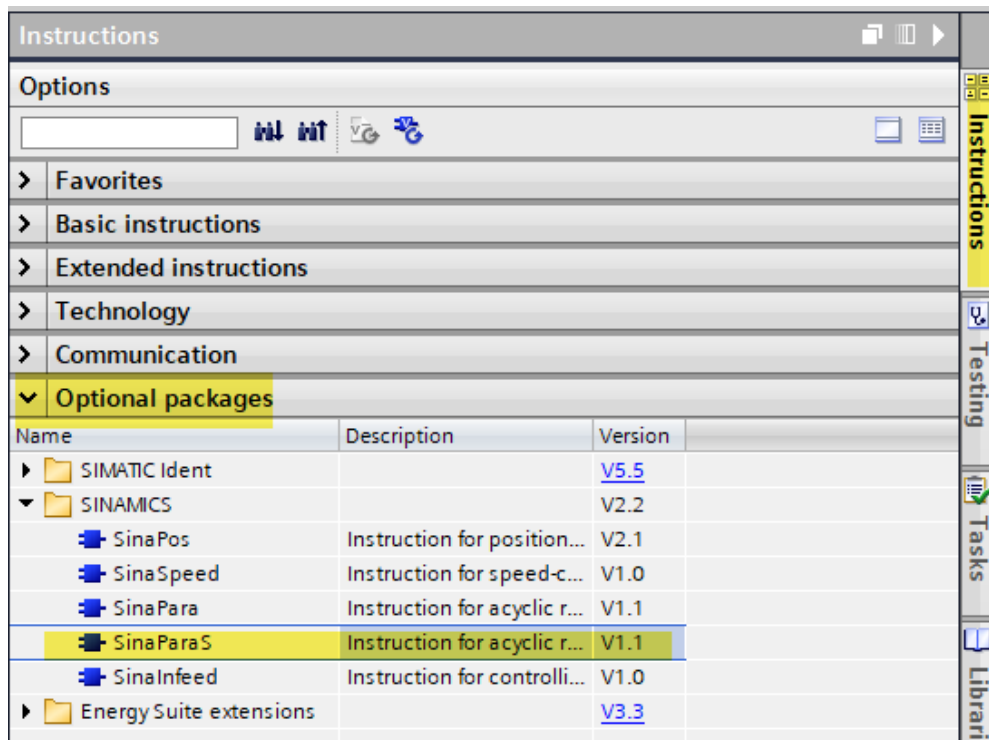 Instructions
Options
Favorites
Basic instructions
Extended instructions
Technology
Communication
Optional packages
Name Description Version
SIMATIC Ident V5.5
SINAMICS V2.2
SinaPos Instruction for position... V2.1
SinaSpeed Instruction for speed-c... V1.0
SinaPara Instruction for acyclic r... V1.1
SinaParaS Instruction for acyclic r... V1.1
SinaInfeed Instruction for controlli... V1.0
Energy Suite extensions V3.3
Instructions
Testing
Tasks
Librari